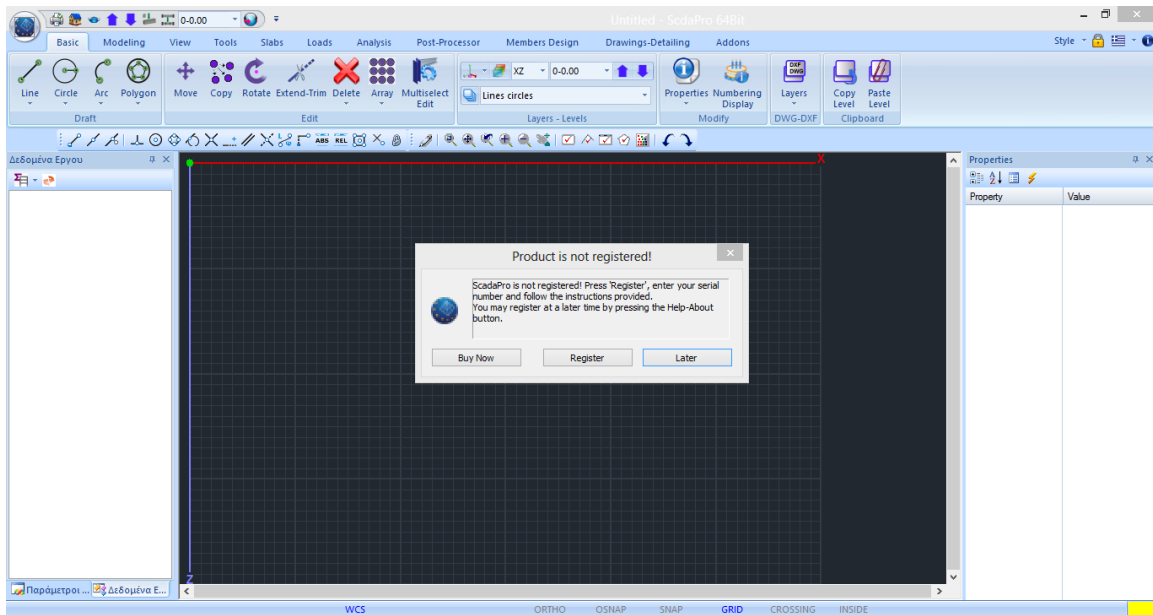 0-0.00
Untitled - ScdaPro 64Bit
Basic Modeling View Tools Slabs Loads Analysis Post-Processor Members Design Drawings-Detailing Addons Style
XZ 0-0.00
Line Circle Arc Polygon Move Copy Rotate Extend-Trim Delete Array Multiselect Edit Lines circles Properties Numbering Display Layers Copy Level Paste Level
DXF
DWG
Draft Edit Layers - Levels Modify DWG-DXF Clipboard
ABS REL
Δεδομένα Εργου
Properties
X
Property Value
Product is not registered!
ScadaPro is not registered! Press 'Register', enter your serial
number and follow the instructions provided.
You may register at a later time by pressing the Help-About
button.
Buy Now Register Later
Z
Παράμετροι ... Δεδομένα Ε...
WCS ORTHO OSNAP SNAP GRID CROSSING INSIDE